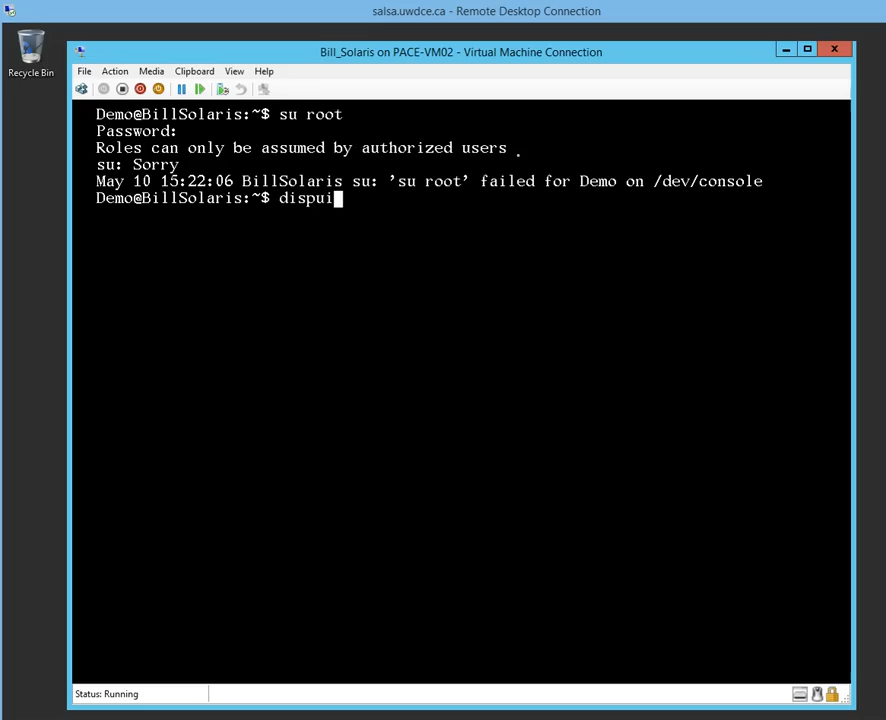 salsa.uwdce.ca - Remote Desktop Connection
Recycle Bin
Bill_Solaris on PACE-VM02 - Virtual Machine Connection
File Action Media Clipboard View Help
Demo@BillSolaris:~$ su root
Password:
Roles can only be assumed by authorized users
su: Sorry
May 10 15:22:06 BillSolaris su: 'su root' failed for Demo on /dev/console
Demo@BillSolaris:~$ dispui
Status: Running